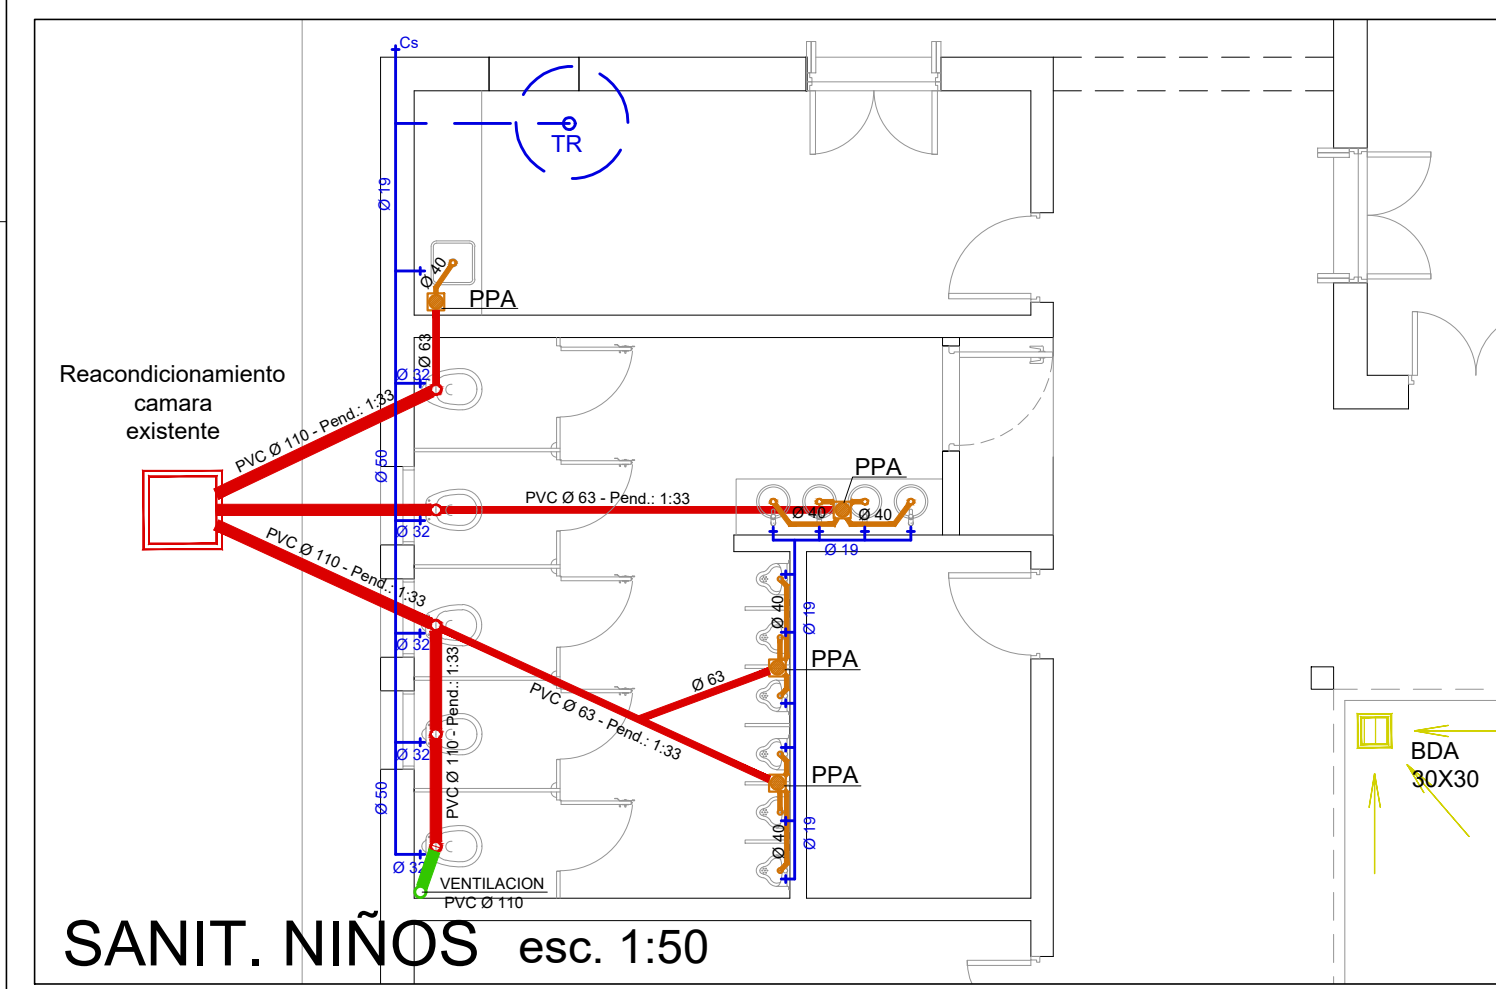 Cs
TR
Ø 19
Ø 40
PPA
Ø 63
Reacondicionamiento
camara
existente
Ø 32
PVC Ø 110 - Pend.: 1:33
Ø 50
PPA
PVC Ø 63 - Pend.: 1:33
Ø 40
Ø 40
Ø 32
Ø 19
PVC Ø 110 - Pend.: 1:33
Ø 40
Ø 19
Ø 32
PPA
Ø 63
PVC Ø 63 - Pend.: 1:33
PVC Ø 110 - Pend.: 1:33
Ø 32
PPA
BDA
30X30
Ø 50
Ø 40
Ø 19
Ø 32
VENTILACION
PVC Ø 110
SANIT. NIÑOS esc. 1:50